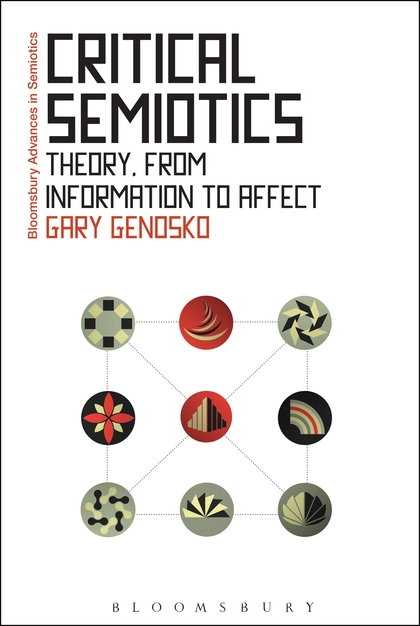 Bloomsbury Advances in Semiotics
CRITICAL
SEMIOTICS
THEORY, FROM
INFORMATION TO AFFECT
GARY GENOSKO
BLOOMSBURY